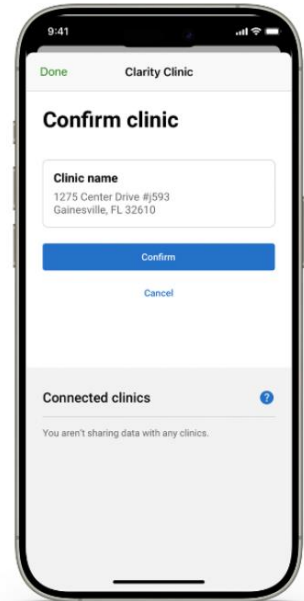 9:41
Done Clarity Clinic
Confirm clinic
Clinic name
1275 Center Drive #j593
Gainesville, FL 32610
Confirm
Cancel
Connected clinics ?
You aren't sharing data with any clinics.